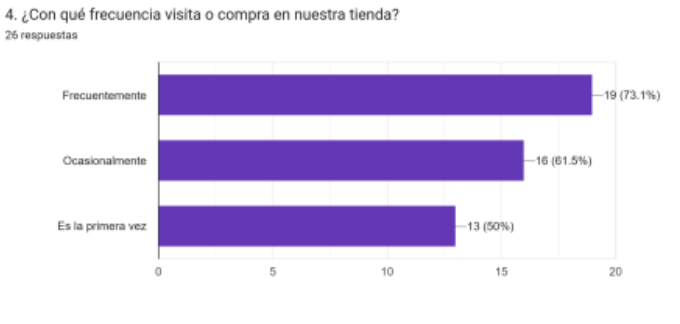 4. ¿Con qué frecuencia visita o compra en nuestra tienda?
26 respuestas
Frecuentemente
19 (73.1%)
Ocasionalmente
16 (61.5%)
Es la primera vez
13 (50%)
0 5 10 15 20